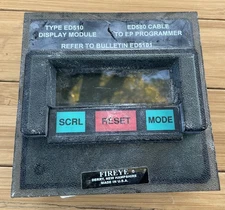 TYPE ED510 ED580 CABLE
DISPLAY MODULE TO EP PROGRAMMER
REFER TO BULLETIN ED5101
SCRL RESET MODE
FIREYE
DERRY, NEW HAMPSHIRE
MADE IN U.S.A.